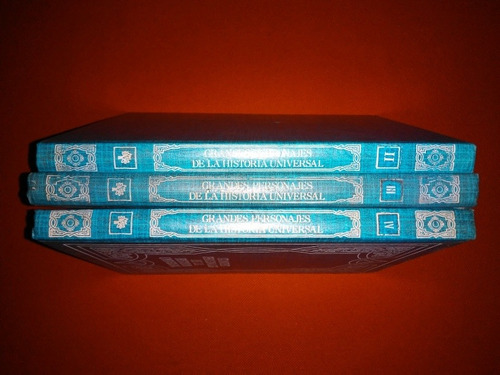 GRANDES PERSONAJES
DE LA HISTORIA UNIVERSAL
II
GRANDES PERSONAJES
DE LA HISTORIA UNIVERSAL
III
GRANDES PERSONAJES
DE LA HISTORIA UNIVERSAL
IV